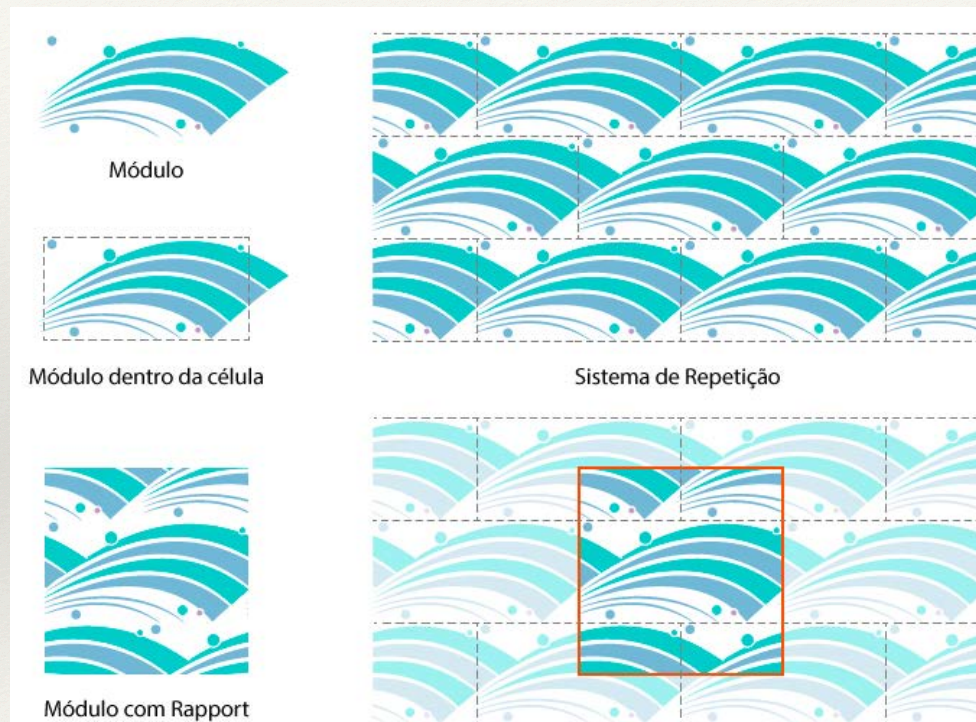 Módulo
Módulo dentro da célula
Sistema de Repetição
Módulo com Rapport